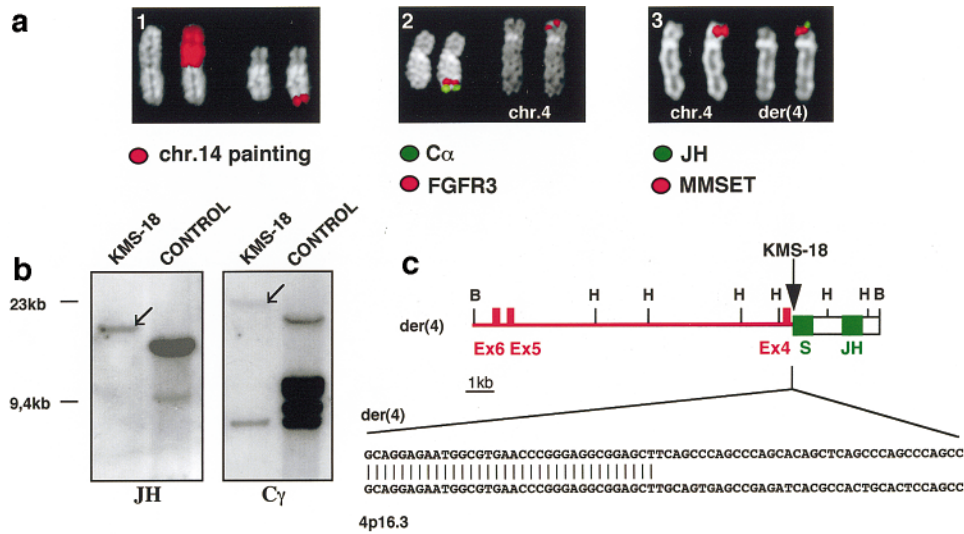 a
1
2
3
chr.4
chr.4
der(4)
chr.14 painting
Cα
FGFR3
JH
MMSET
b
KMS-18
CONTROL
KMS-18
CONTROL
23kb
9,4kb
JH
Cγ
c
KMS-18
B
H
H
H
H
H
H
B
der(4)
Ex6
Ex5
Ex4
S
JH
1kb
der(4)
GCAGGAGAATGGCGTGAACCCGGGAGGCGGAGCTTCAGCCCAGCCCAGCACAGCTCAGCCCAGCCCAGCC
GCAGGAGAATGGCGTGAACCCGGGAGGCGGAGCTTGCAGTGAGCCGAGATCACGCCACTGCACTCCAGCC
4p16.3